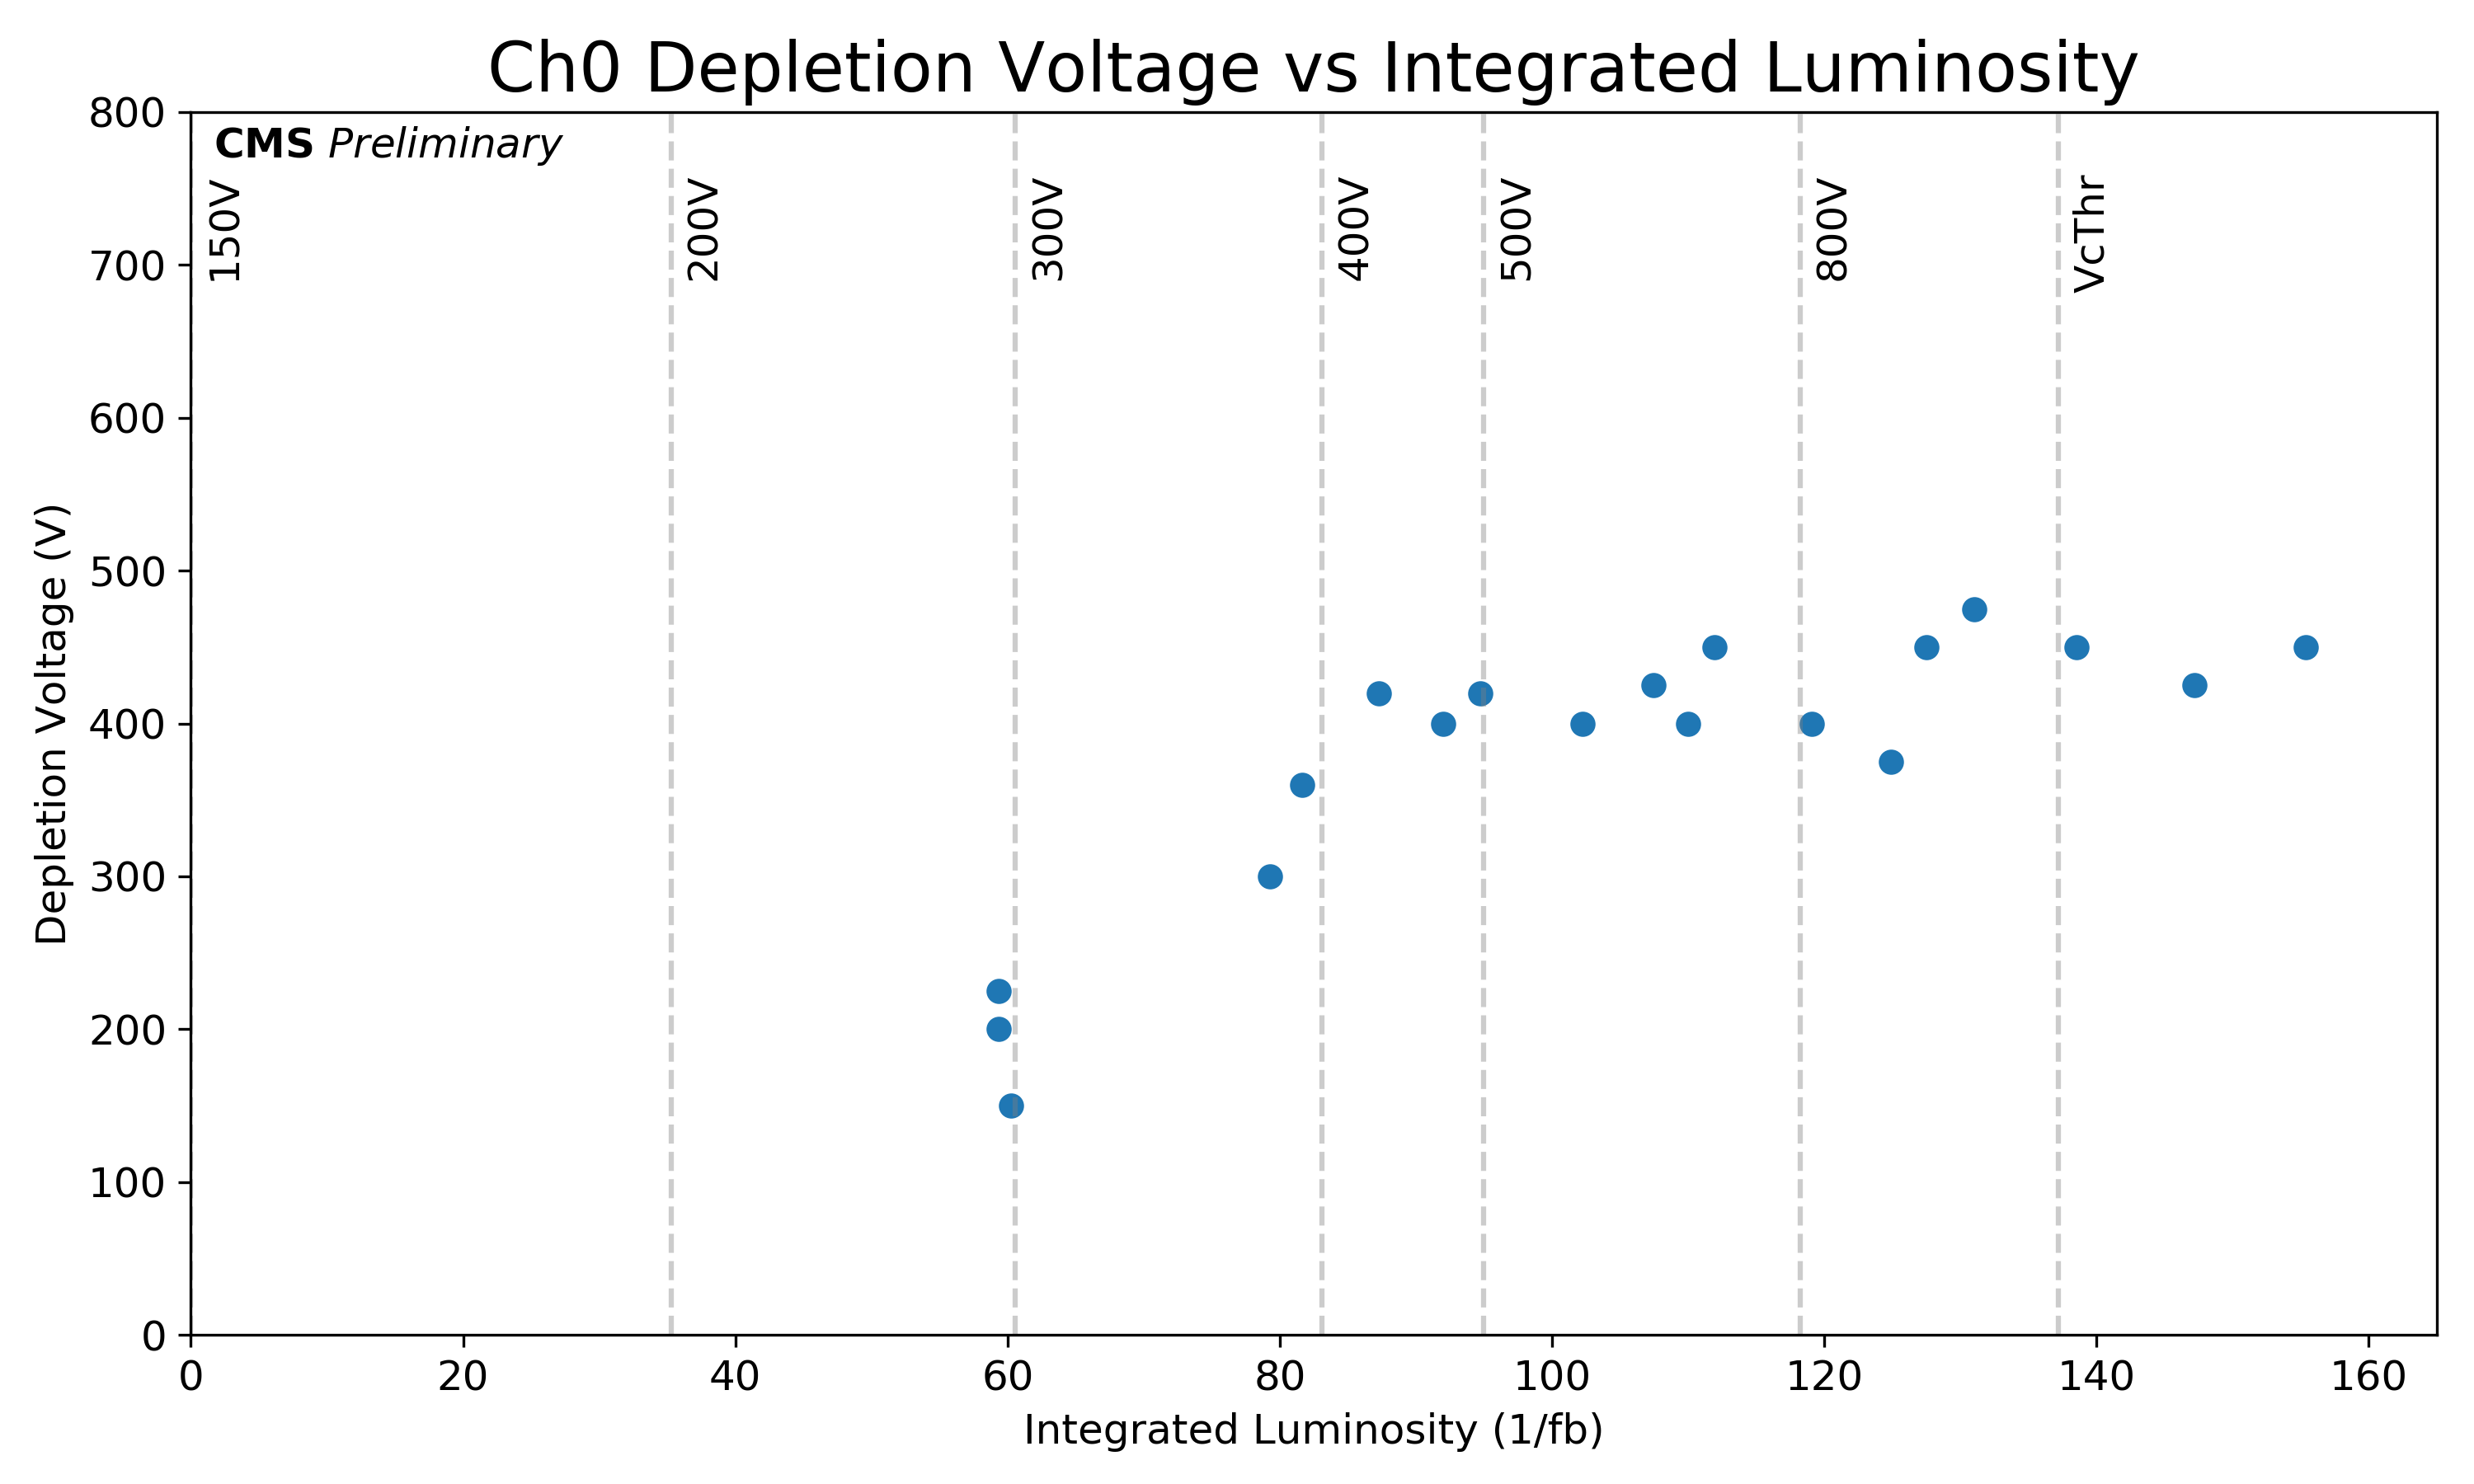 Ch0 Depletion Voltage vs Integrated Luminosity
CMS Preliminary
150V
200V
300V
400V
500V
800V
VcThr
Depletion Voltage (V)
800
700
600
500
400
300
200
100
0
0 20 40 60 80 100 120 140 160
Integrated Luminosity (1/fb)